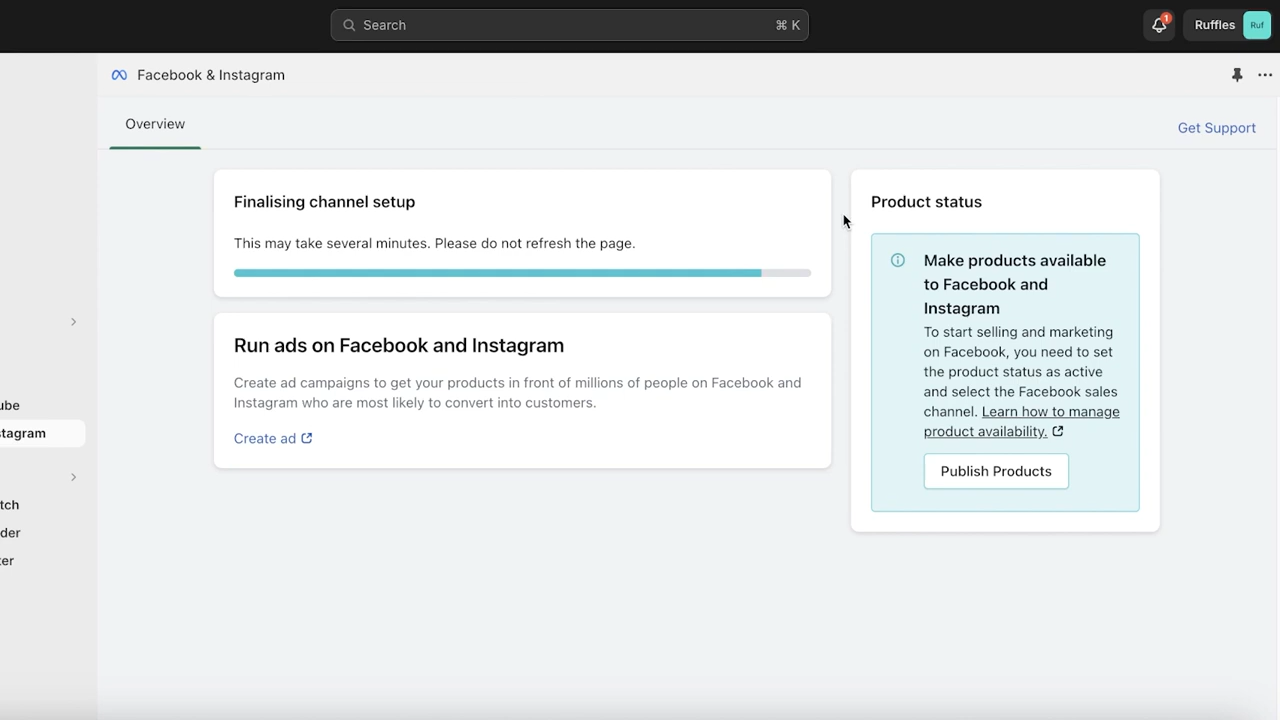 Search
⌘ K
1
Ruffles
Ruf
Facebook & Instagram
Overview
Get Support
ube
stagram
tch
der
ter
Finalising channel setup
This may take several minutes. Please do not refresh the page.
Run ads on Facebook and Instagram
Create ad campaigns to get your products in front of millions of people on Facebook and
Instagram who are most likely to convert into customers.
Create ad
Product status
Make products available
to Facebook and
Instagram
To start selling and marketing
on Facebook, you need to set
the product status as active
and select the Facebook sales
channel. Learn how to manage
product availability.
Publish Products